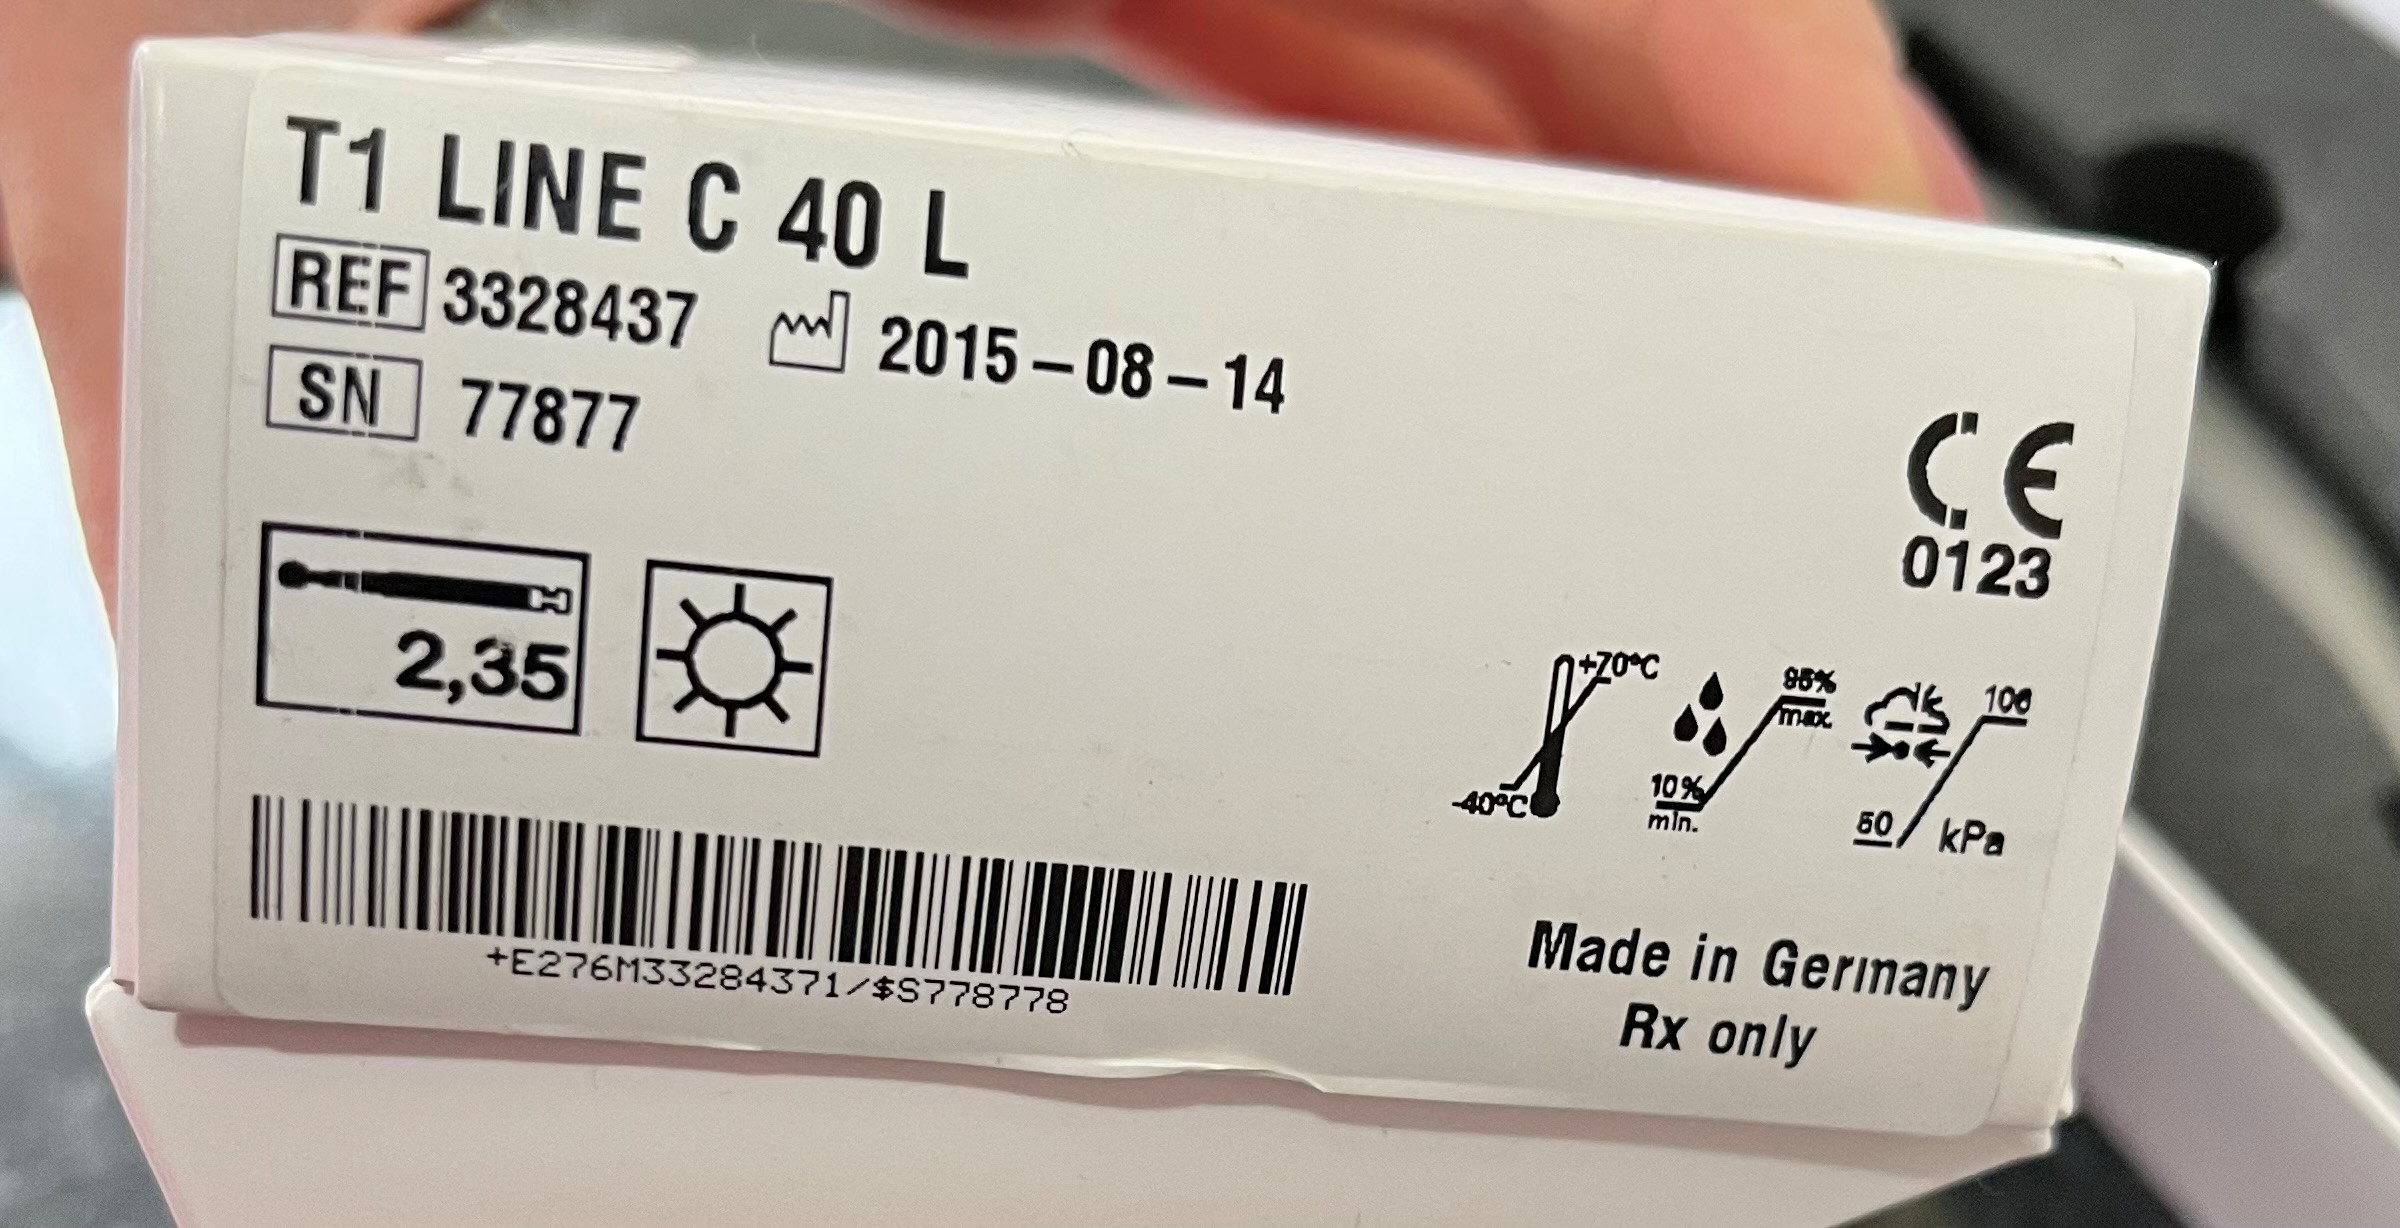 T1 LINE C 40 L
REF 3328437 2015-08-14
SN 77877
CE
0123
2,35
+70°C
-40°C
95%
max.
10%
min.
106
50
kPa
+E276M33284371/$S778778
Made in Germany
Rx only